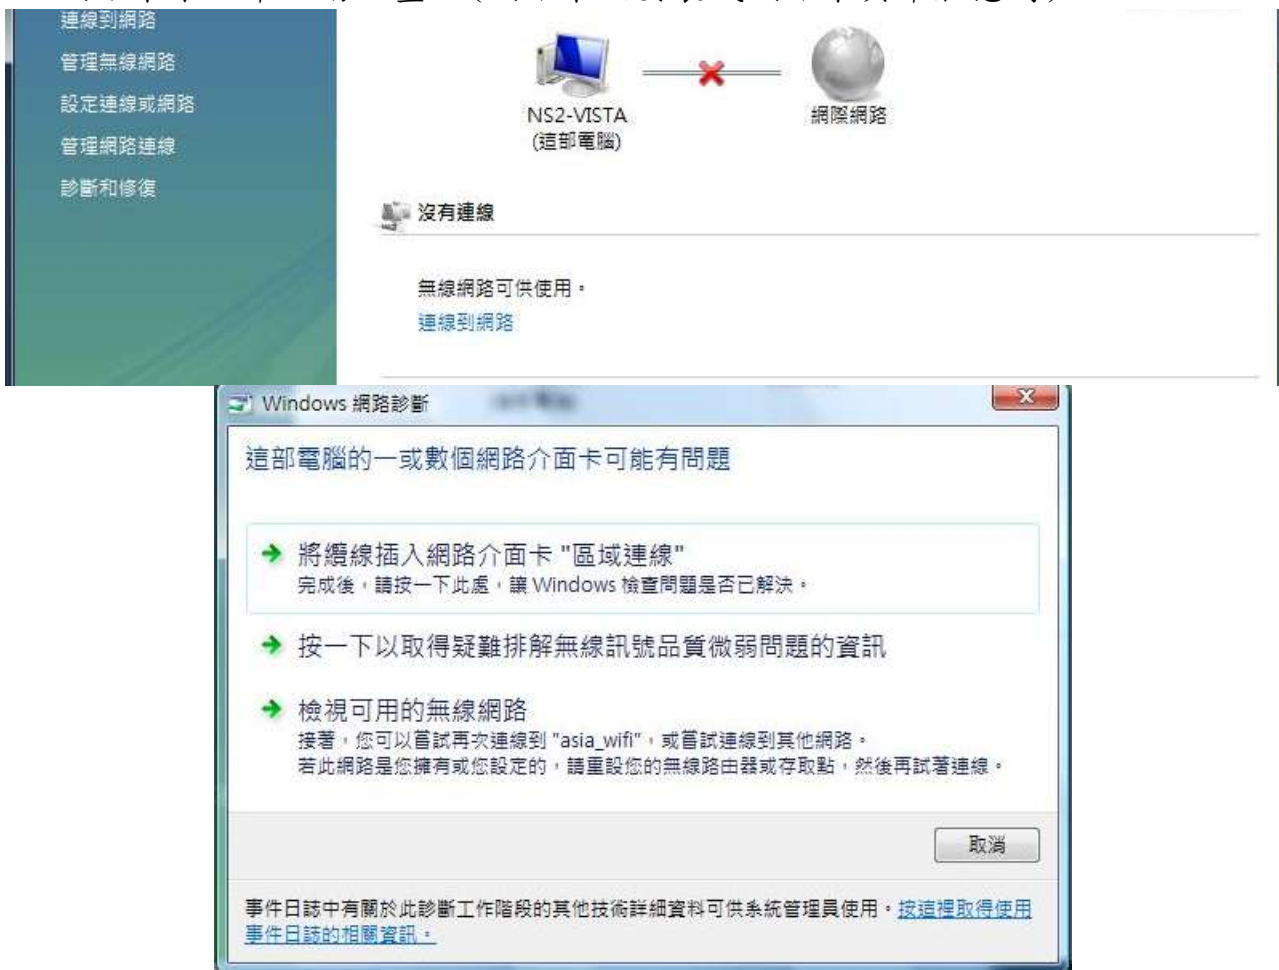 連線到網路
管理無線網路
設定連線或網路
管理網路連線
診斷和修復
NS2-VISTA
(這部電腦)
網際網路
沒有連線
無線網路可供使用。
連線到網路
Windows 網路診斷
這部電腦的一或數個網路介面卡可能有問題
將纜線插入網路介面卡 "區域連線"
完成後，請按一下此處，讓 Windows 檢查問題是否已解決。
按一下以取得疑難排解無線訊號品質微弱問題的資訊
檢視可用的無線網路
接著，您可以嘗試再次連線到 "asia_wifi"，或嘗試連線到其他網路。
若此網路是您擁有或您設定的，請重設您的無線路由器或存取點，然後再試著連線。
取消
事件日誌中有關於此診斷工作階段的其他技術詳細資料可供系統管理員使用。按這裡取得使用
事件日誌的相關資訊。